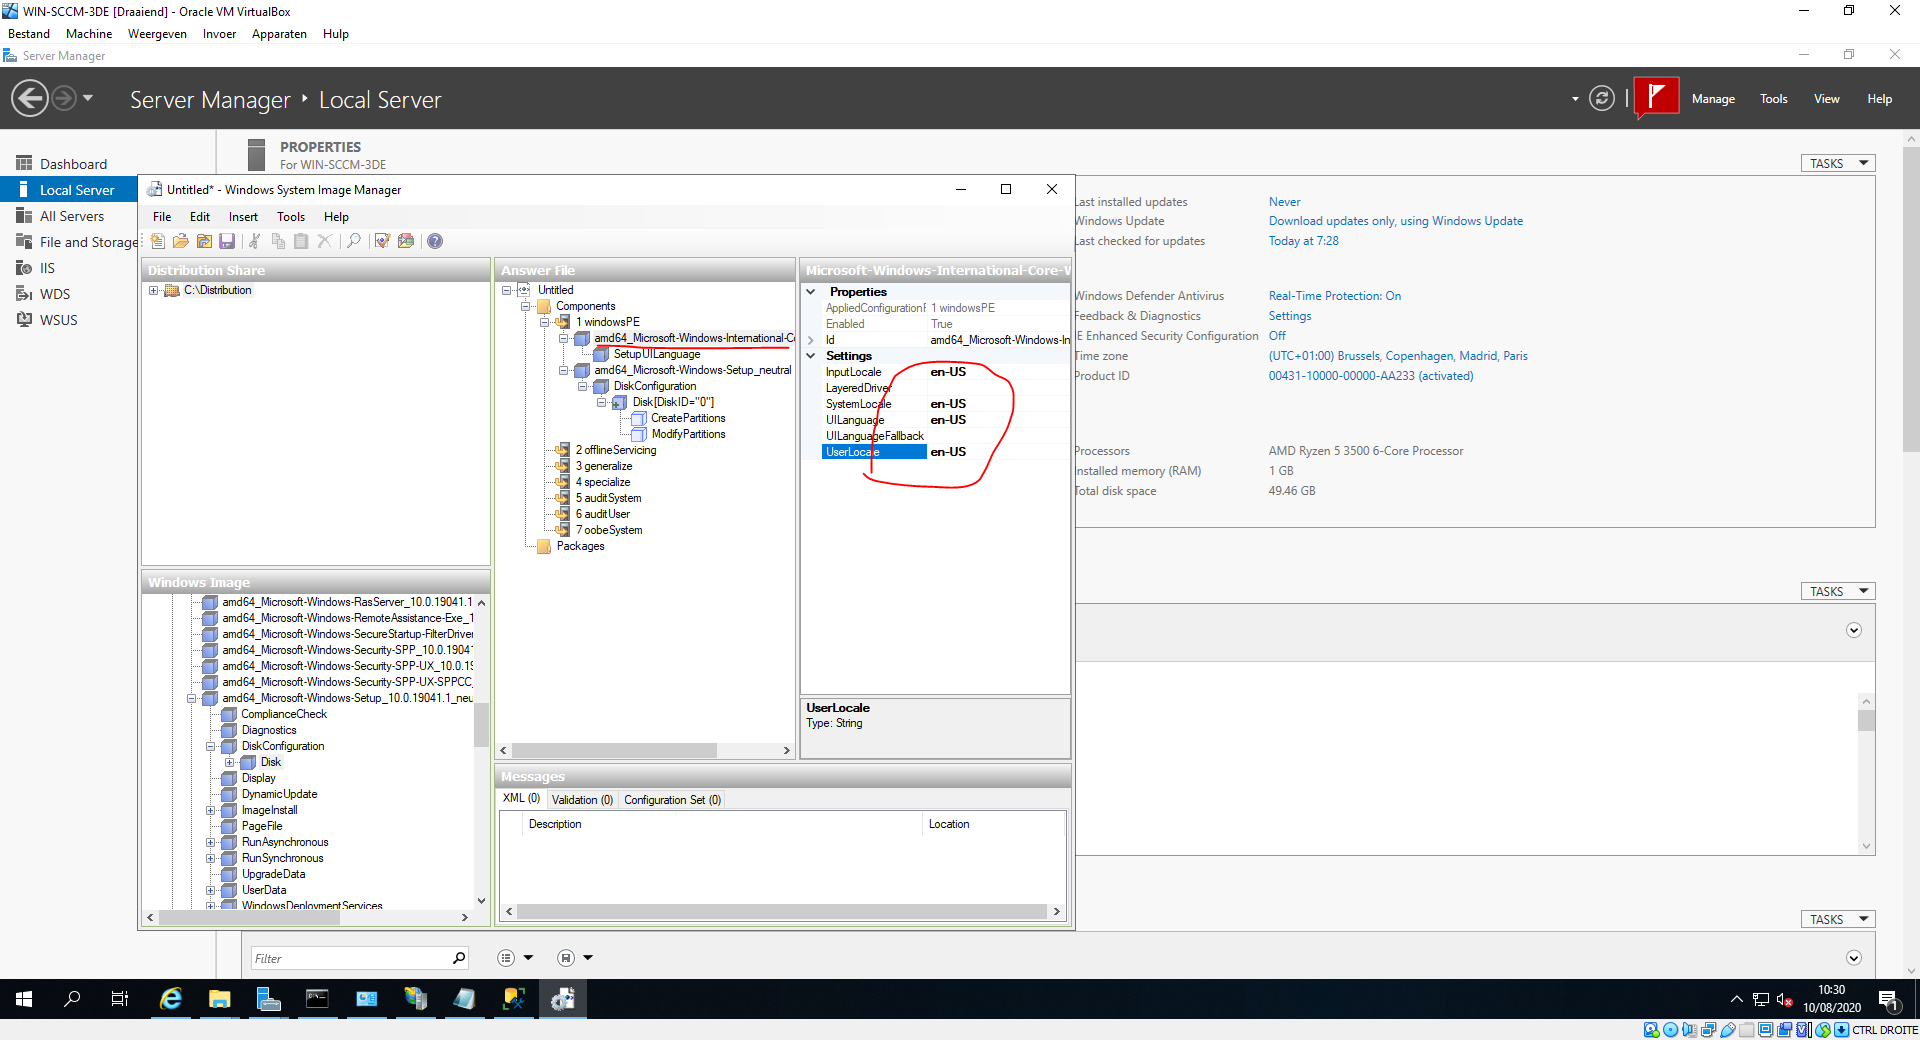 WIN-SCCM-3DE [Draaiend] - Oracle VM VirtualBox
Bestand Machine Weergeven Invoer Apparaten Hulp
Server Manager
Server Manager Local Server
Manage Tools View Help
Dashboard
Local Server
All Servers
File and Storage
IIS
WDS
WSUS
PROPERTIES
For WIN-SCCM-3DE
TASKS
Untitled* - Windows System Image Manager
File Edit Insert Tools Help
Distribution Share
C:\Distribution
Windows Image
amd64_Microsoft-Windows-RasServer_10.0.19041.1
amd64_Microsoft-Windows-RemoteAssistance-Exe_1
amd64_Microsoft-Windows-SecureStartup-FilterDriver
amd64_Microsoft-Windows-Security-SPP_10.0.1904
amd64_Microsoft-Windows-Security-SPP-UX_10.0.19
amd64_Microsoft-Windows-Security-SPP-UX-SPPCC_
amd64_Microsoft-Windows-Setup_10.0.19041.1_neu
ComplianceCheck
Diagnostics
DiskConfiguration
Disk
Display
DynamicUpdate
ImageInstall
PageFile
RunAsynchronous
RunSynchronous
UpgradeData
UserData
WindowsDeploymentServices
Answer File
Untitled
Components
1 windowsPE
amd64_Microsoft-Windows-International-Co
SetupUILanguage
amd64_Microsoft-Windows-Setup_neutral
DiskConfiguration
Disk[DiskID="0"]
CreatePartitions
ModifyPartitions
2 offlineServicing
3 generalize
4 specialize
5 auditSystem
6 auditUser
7 oobeSystem
Packages
Microsoft-Windows-International-Core-W
Properties
AppliedConfigurationF 1 windowsPE
Enabled True
Id amd64_Microsoft-Windows-In
Settings
InputLocale en-US
LayeredDriver
SystemLocale en-US
UILanguage en-US
UILanguageFallback
UserLocale en-US
UserLocale
Type: String
Messages
XML (0) Validation (0) Configuration Set (0)
Description Location
Last installed updates Never
Windows Update Download updates only, using Windows Update
Last checked for updates Today at 7:28
Windows Defender Antivirus Real-Time Protection: On
Feedback & Diagnostics Settings
IE Enhanced Security Configuration Off
Time zone (UTC+01:00) Brussels, Copenhagen, Madrid, Paris
Product ID 00431-10000-00000-AA233 (activated)
Processors AMD Ryzen 5 3500 6-Core Processor
Installed memory (RAM) 1 GB
Total disk space 49.46 GB
TASKS
TASKS
Filter
10:30
10/08/2020
1
CTRL DROITE